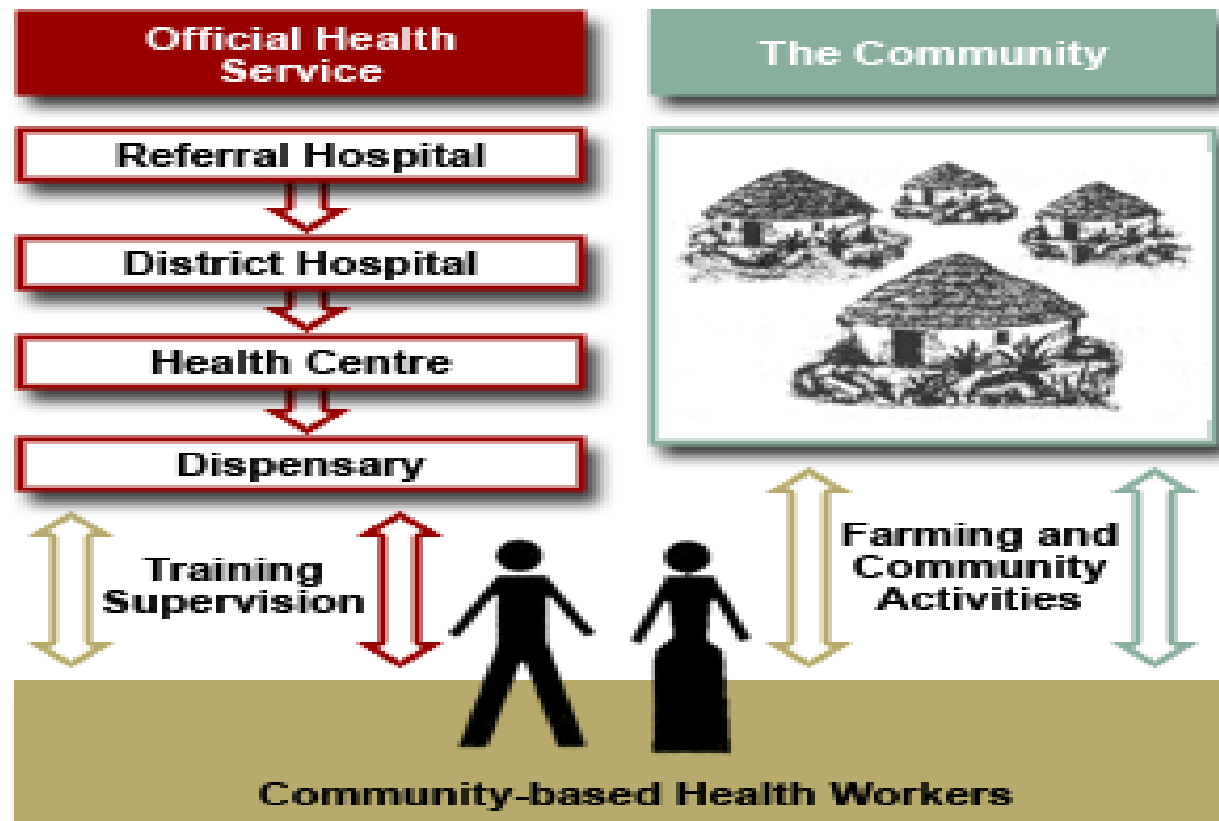 Official Health
Service
The Community
Referral Hospital
District Hospital
Health Centre
Dispensary
Training
Supervision
Farming and
Community
Activities
Community-based Health Workers